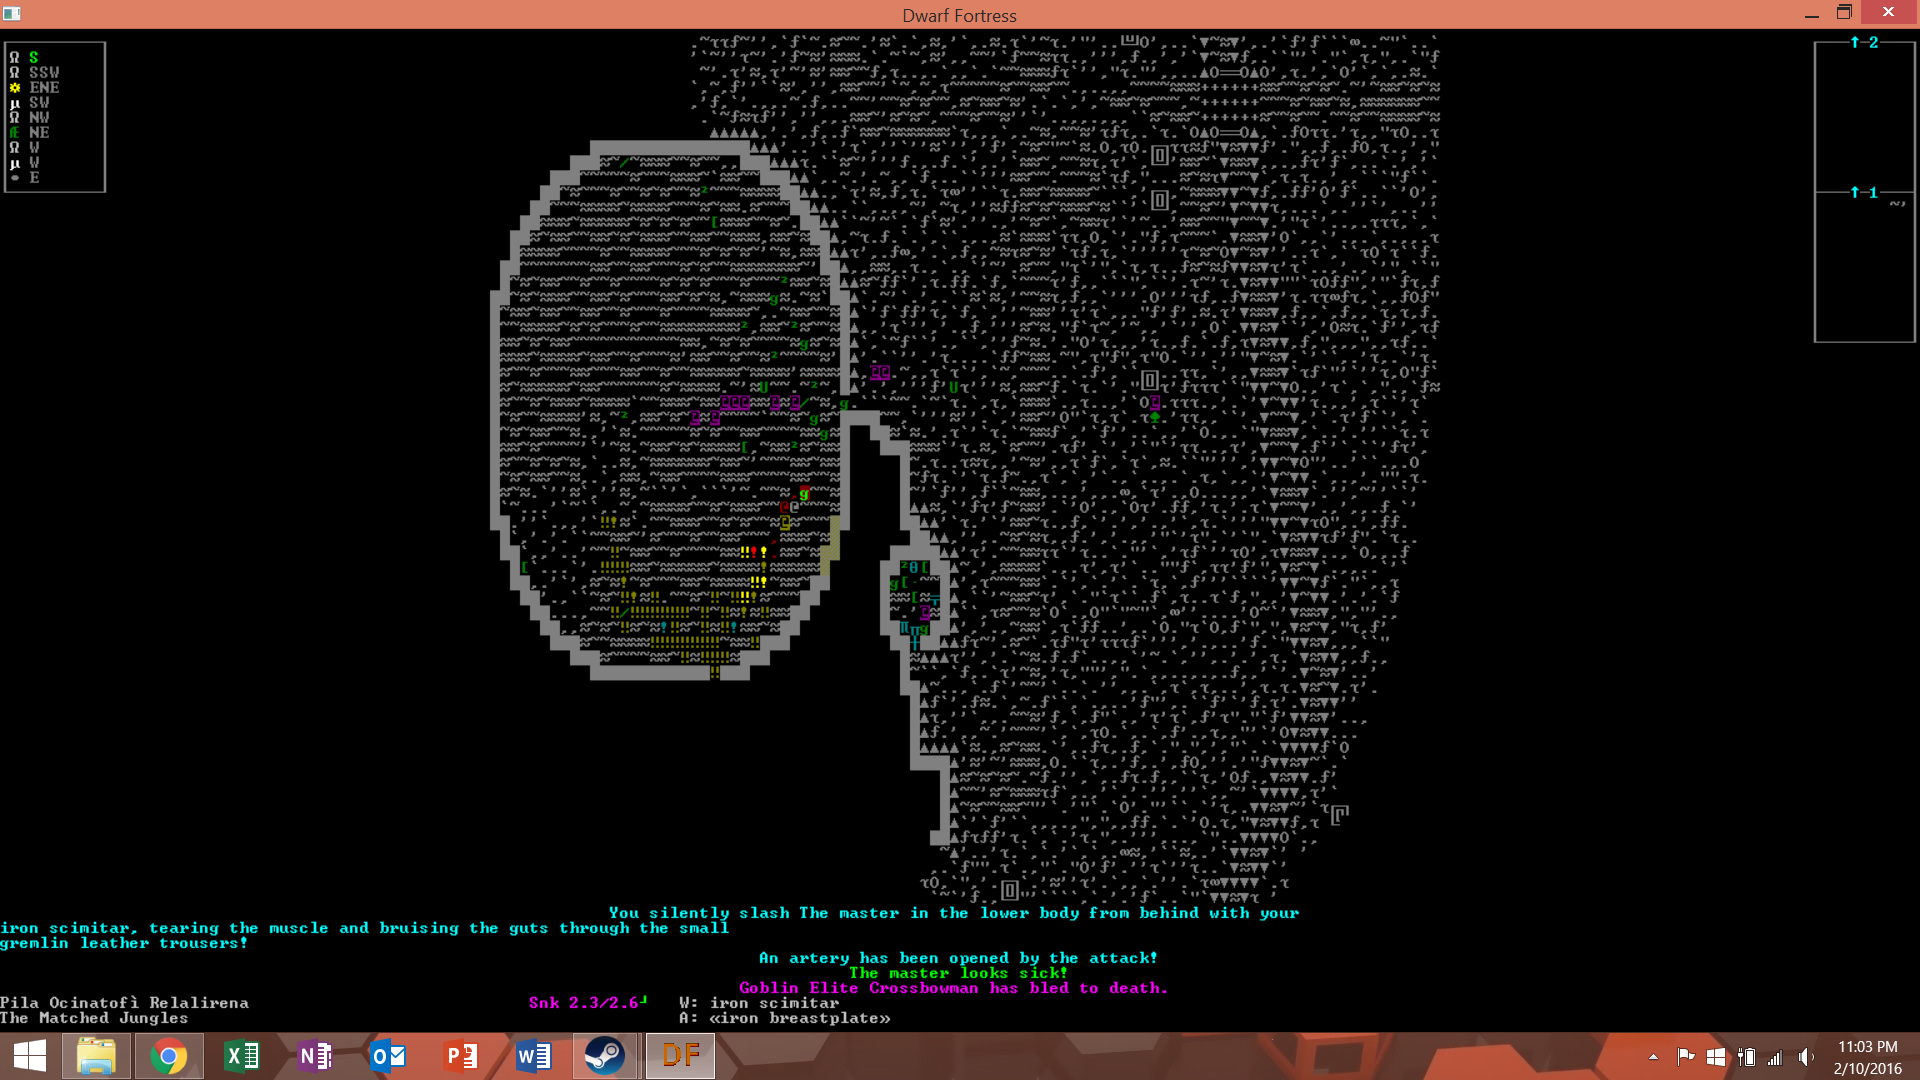 Dwarf Fortress
Ω S
Ω SSW
☼ ENE
μ SW
Ω NW
Æ NE
Ω W
μ W
E
↑ 2
↑ 1
You silently slash The master in the lower body from behind with your
iron scimitar, tearing the muscle and bruising the guts through the small
gremlin leather trousers!
An artery has been opened by the attack!
The master looks sick!
Goblin Elite Crossbowman has bled to death.
Pila Ocinatofì Relalirena
Snk 2.3/2.6
W: iron scimitar
The Matched Jungles
A: «iron breastplate»
DF
11:03 PM
2/10/2016